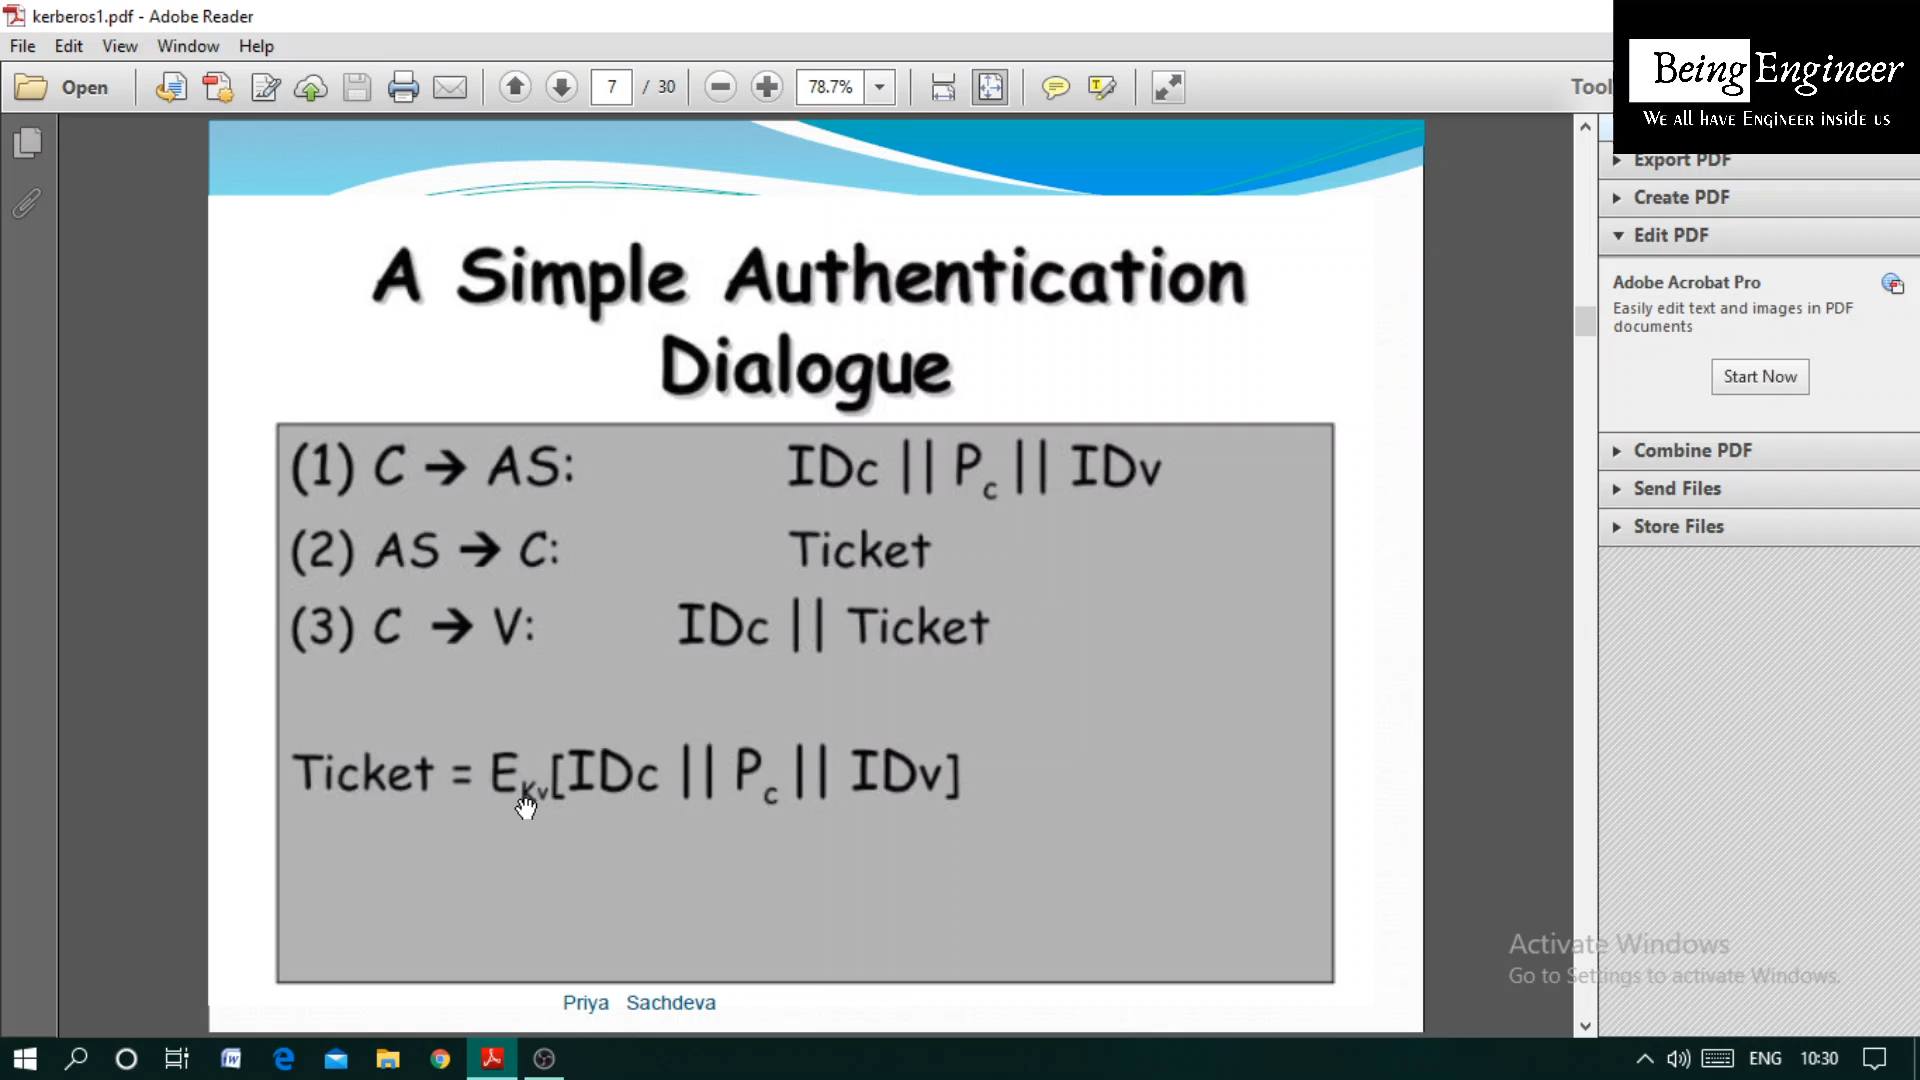 kerberos1.pdf - Adobe Reader
File Edit View Window Help
Open 7 / 30 78.7% Tool
Being Engineer
We all have Engineer inside us
Export PDF
Create PDF
Edit PDF
Adobe Acrobat Pro
Easily edit text and images in PDF
documents
Start Now
Combine PDF
Send Files
Store Files
A Simple Authentication
Dialogue
(1) C → AS: IDc || Pc || IDv
(2) AS → C: Ticket
(3) C → V: IDc || Ticket
Ticket = EKv[IDc || Pc || IDv]
Priya Sachdeva
Activate Windows
Go to Settings to activate Windows.
ENG 10:30